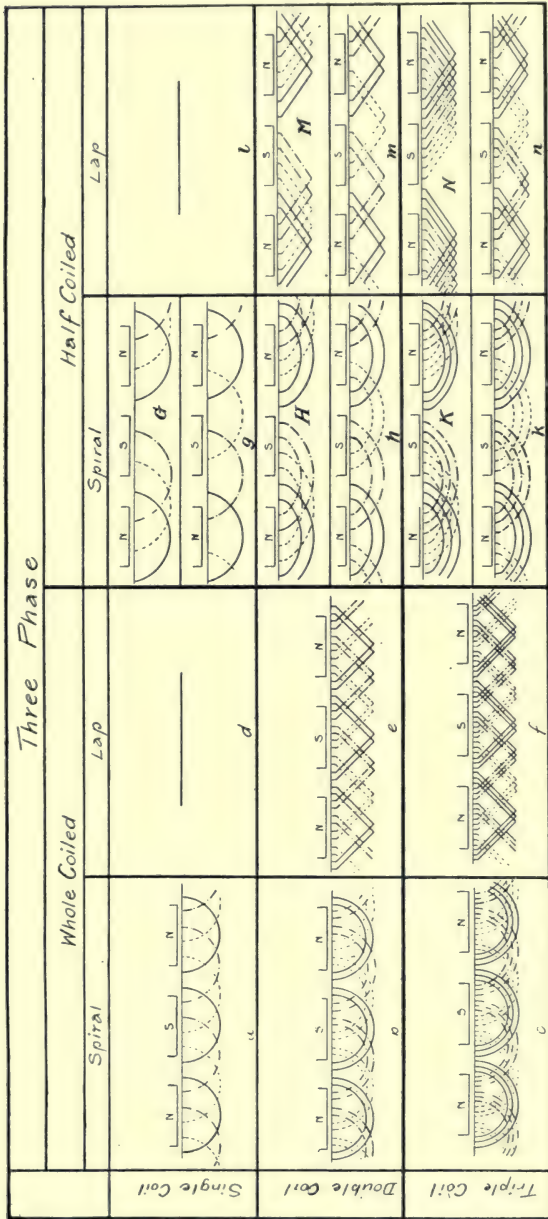 Three Phase
Whole Coiled
Half Coiled
Spiral
Lap
Spiral
Lap
Single Coil
N S N
a
d
N S N
G
N S N
g
l
Double Coil
N S N
b
N S N
e
N S N
H
N S N
h
N S N
M
N S N
m
Triple Coil
N S N
c
N S N
f
N S N
K
N S N
k
N S N
N
N S N
n